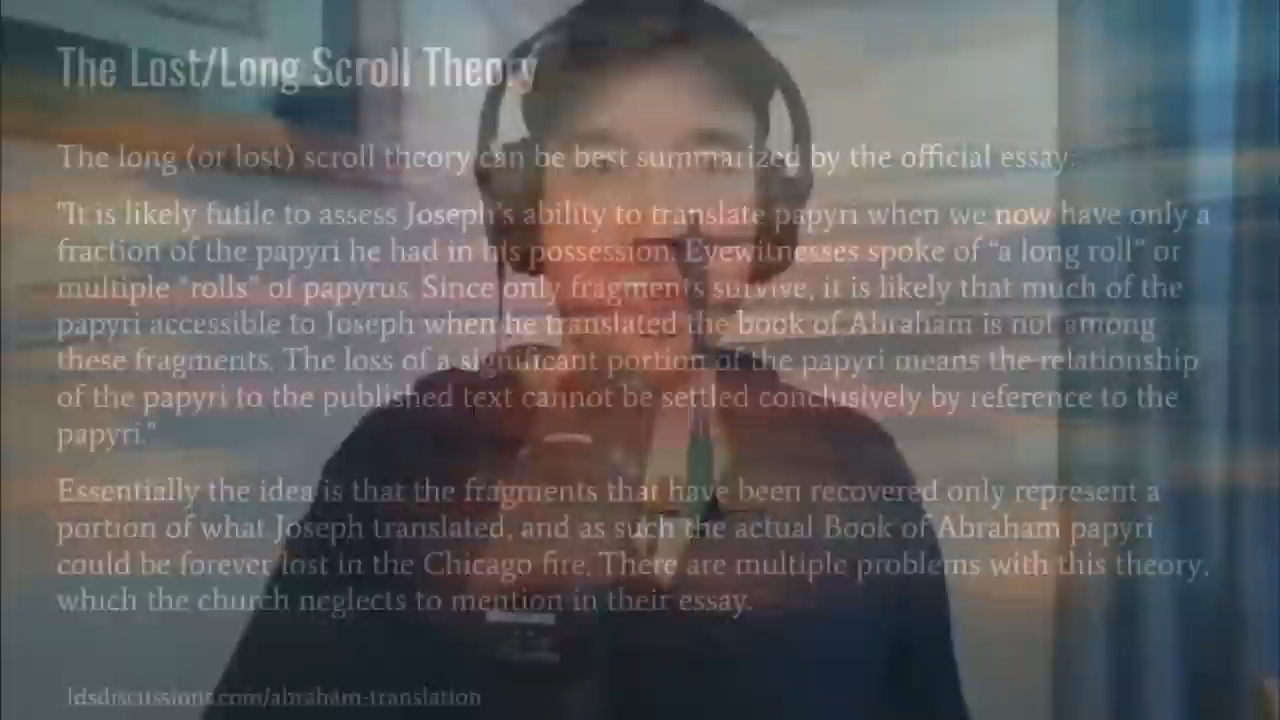 The Lost/Long Scroll Theory
The long (or lost) scroll theory can be best summarized by the official essay:
"It is likely futile to assess Joseph's ability to translate papyri when we now have only a
fraction of the papyri he had in his possession. Eyewitnesses spoke of “a long roll” or
multiple “rolls” of papyrus. Since only fragments survive, it is likely that much of the
papyri accessible to Joseph when he translated the book of Abraham is not among
these fragments. The loss of a significant portion of the papyri means the relationship
of the papyri to the published text cannot be settled conclusively by reference to the
papyri."
Essentially the idea is that the fragments that have been recovered only represent a
portion of what Joseph translated, and as such the actual Book of Abraham papyri
could be forever lost in the Chicago fire. There are multiple problems with this theory,
which the church neglects to mention in their essay.
ldsdiscussions.com/abraham-translation